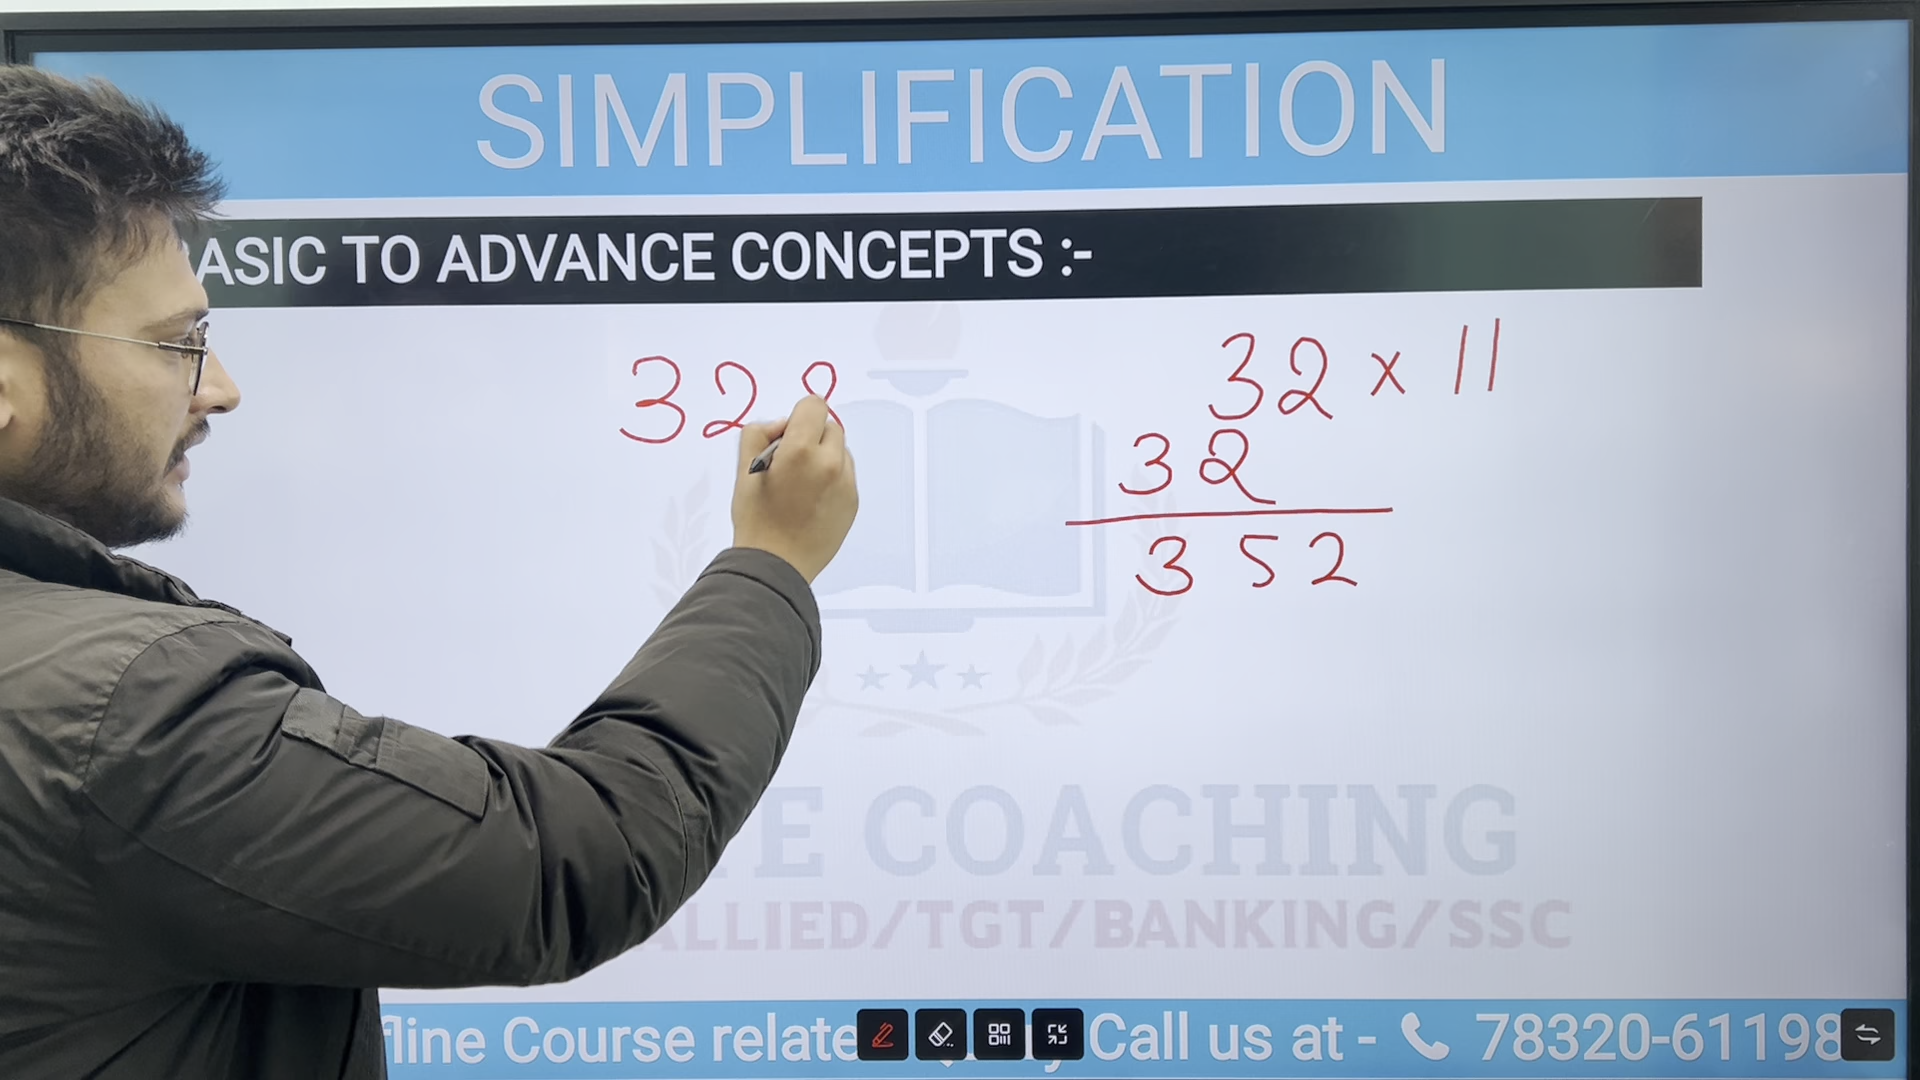 SIMPLIFICATION
ASIC TO ADVANCE CONCEPTS :-
328
32 x 11
32
352
E COACHING
ALLIED/TGT/BANKING/SSC
fline Course relate Call us at - 78320-61198